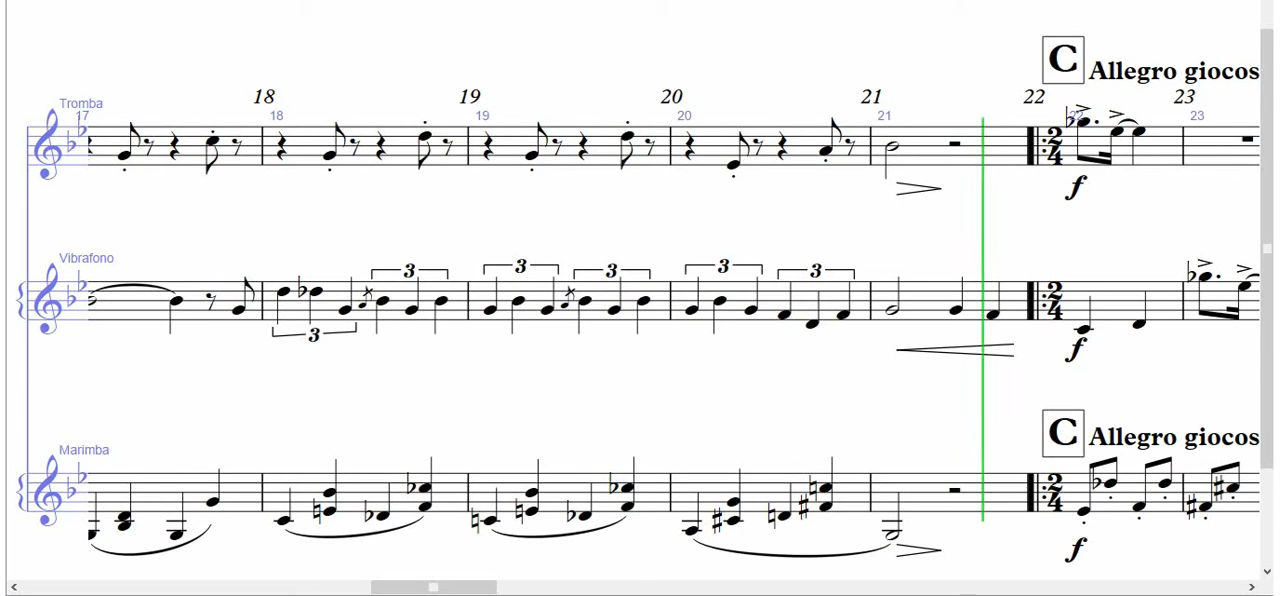 C Allegro giocos
18 19 20 21 22 23
Tromba
17 18 19 20 21 22 23
2 4
f
Vibrafono
3 3 3 3 3
3
2 4
f
C Allegro giocos
Marimba
2 4
f